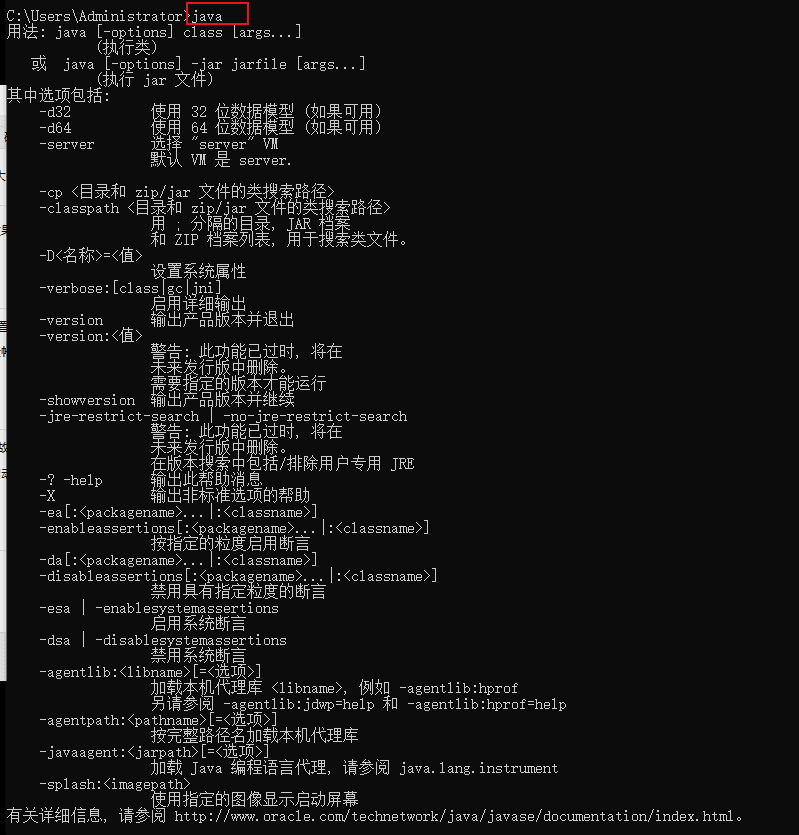 C:\Users\Administrator>java
用法: java [-options] class [args...]
(执行类)
或 java [-options] -jar jarfile [args...]
(执行 jar 文件)
其中选项包括:
-d32 使用 32 位数据模型 (如果可用)
-d64 使用 64 位数据模型 (如果可用)
-server 选择 "server" VM
默认 VM 是 server.
-cp <目录和 zip/jar 文件的类搜索路径>
-classpath <目录和 zip/jar 文件的类搜索路径>
用 ; 分隔的目录, JAR 档案
和 ZIP 档案列表, 用于搜索类文件。
-D<名称>=<值>
设置系统属性
-verbose:[class|gc|jni]
启用详细输出
-version 输出产品版本并退出
-version:<值>
警告: 此功能已过时, 将在
未来发行版中删除。
需要指定的版本才能运行
-showversion 输出产品版本并继续
-jre-restrict-search | -no-jre-restrict-search
警告: 此功能已过时, 将在
未来发行版中删除。
在版本搜索中包括/排除用户专用 JRE
-? -help 输出此帮助消息
-X 输出非标准选项的帮助
-ea[:<packagename>...|:<classname>]
-enableassertions[:<packagename>...|:<classname>]
按指定的粒度启用断言
-da[:<packagename>...|:<classname>]
-disableassertions[:<packagename>...|:<classname>]
禁用具有指定粒度的断言
-esa | -enablesystemassertions
启用系统断言
-dsa | -disablesystemassertions
禁用系统断言
-agentlib:<libname>[=<选项>]
加载本机代理库 <libname>, 例如 -agentlib:hprof
另请参阅 -agentlib:jdwp=help 和 -agentlib:hprof=help
-agentpath:<pathname>[=<选项>]
按完整路径名加载本机代理库
-javaagent:<jarpath>[=<选项>]
加载 Java 编程语言代理, 请参阅 java.lang.instrument
-splash:<imagepath>
使用指定的图像显示启动屏幕
有关详细信息, 请参阅 http://www.oracle.com/technetwork/java/javase/documentation/index.html。